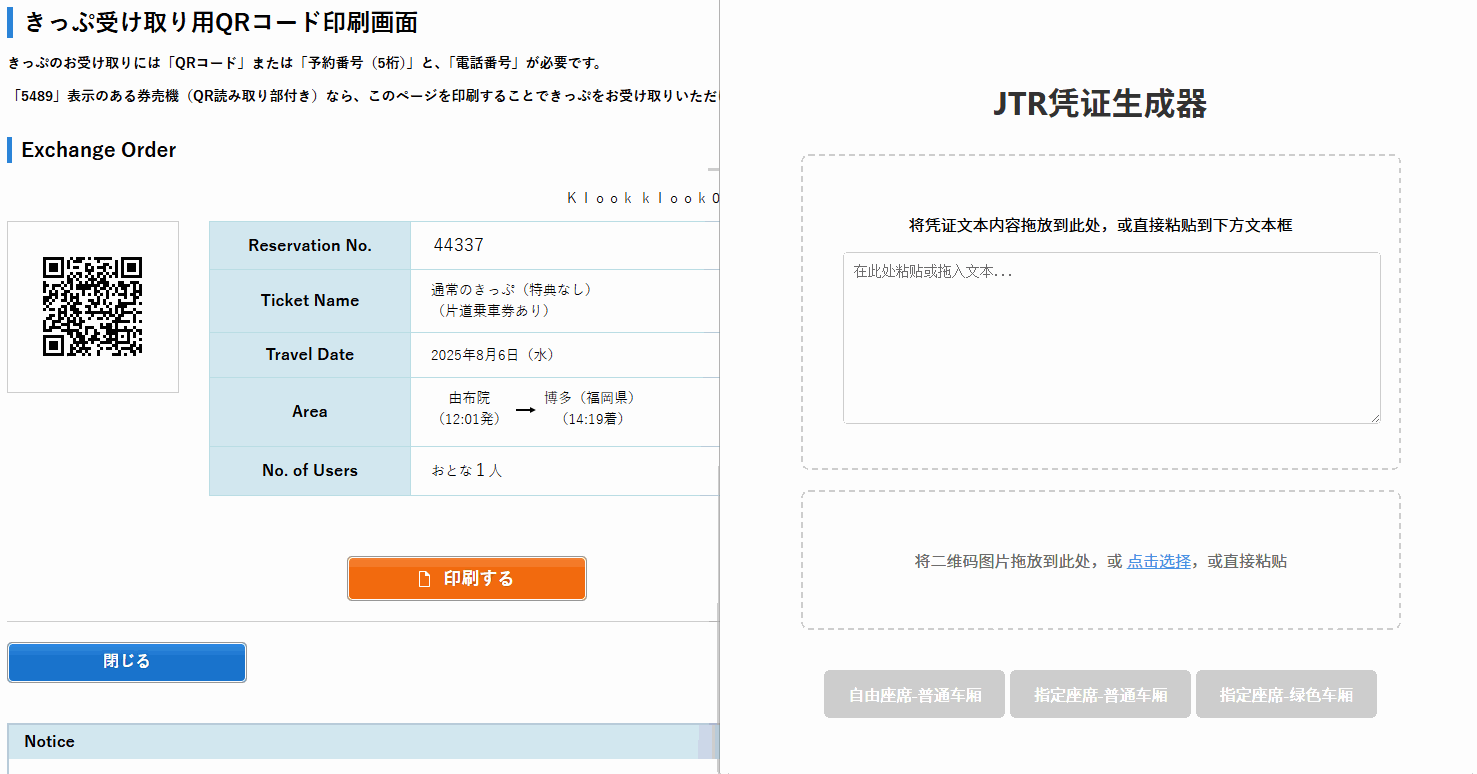 きっぷ受け取り用QRコード印刷画面
きっぷのお受け取りには「QRコード」または「予約番号（5桁）」と、「電話番号」が必要です。
「5489」表示のある券売機（QR読み取り部付き）なら、このページを印刷することできっぷをお受け取りいただけ
Exchange Order
Ｋｌｏｏｋ ｋｌｏｏｋ０
Reservation No.
44337
Ticket Name
通常のきっぷ（特典なし）
（片道乗車券あり）
Travel Date
2025年8月6日（水）
Area
由布院
（12:01発）
博多（福岡県）
（14:19着）
No. of Users
おとな１人
印刷する
閉じる
Notice
JTR凭证生成器
将凭证文本内容拖放到此处，或直接粘贴到下方文本框
在此处粘贴或拖入文本...
将二维码图片拖放到此处，或 点击选择，或直接粘贴
自由座席-普通车厢
指定座席-普通车厢
指定座席-绿色车厢